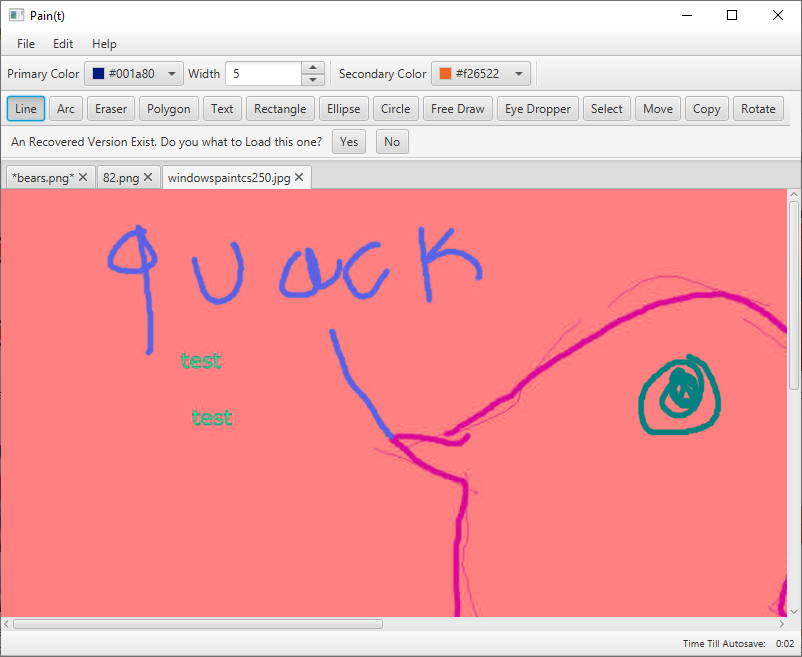 Pain(t)
File Edit Help
Primary Color #001a80 Width 5 Secondary Color #f26522
Line Arc Eraser Polygon Text Rectangle Ellipse Circle Free Draw Eye Dropper Select Move Copy Rotate
An Recovered Version Exist. Do you what to Load this one? Yes No
*bears.png* 82.png windowspaintcs250.jpg
quack
test
test
Time Till Autosave: 0:02